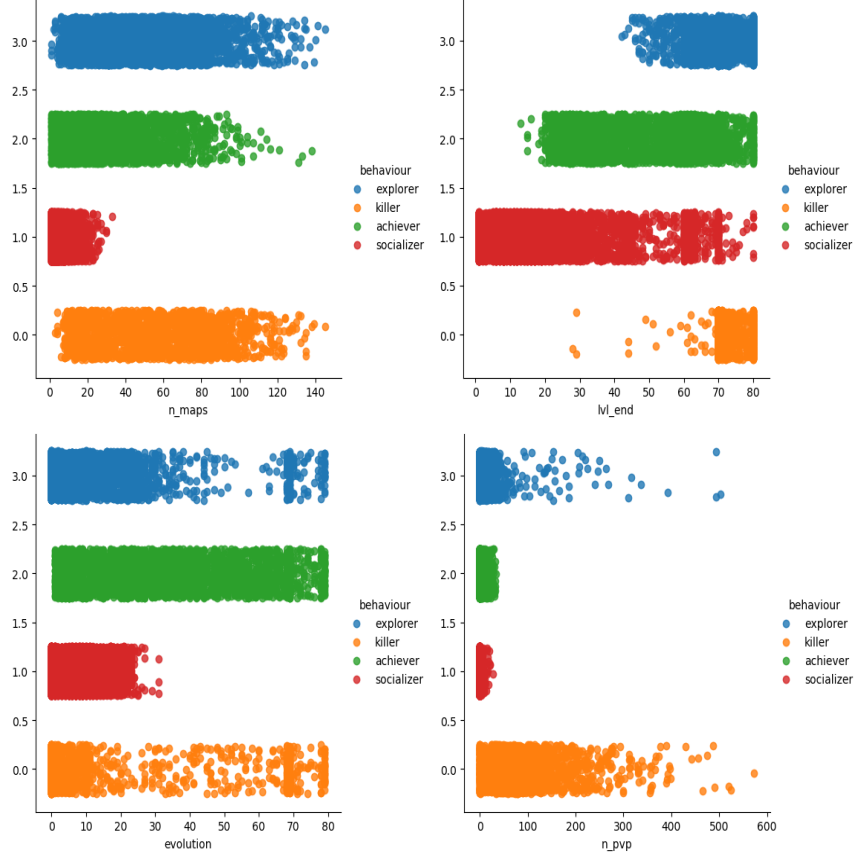 3.0
2.5
2.0
1.5
1.0
0.5
0.0
0 20 40 60 80 100 120 140
n_maps
behaviour
explorer
killer
achiever
socializer
3.0
2.5
2.0
1.5
1.0
0.5
0.0
0 10 20 30 40 50 60 70 80
lvl_end
behaviour
explorer
killer
achiever
socializer
3.0
2.5
2.0
1.5
1.0
0.5
0.0
0 10 20 30 40 50 60 70 80
evolution
behaviour
explorer
killer
achiever
socializer
3.0
2.5
2.0
1.5
1.0
0.5
0.0
0 100 200 300 400 500 600
n_pvp
behaviour
explorer
killer
achiever
socializer